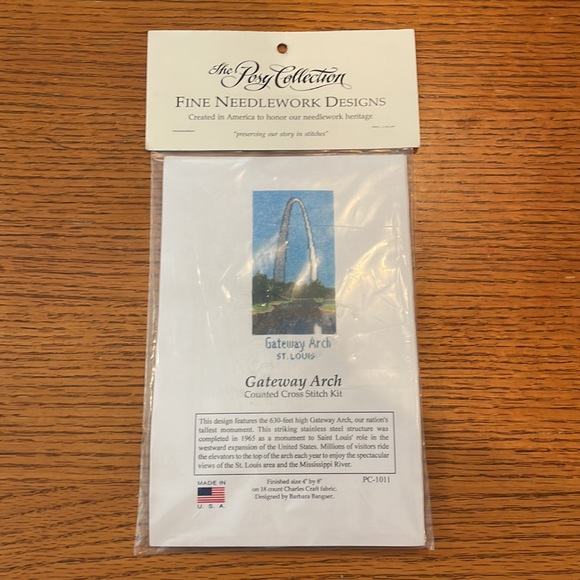 The Posy Collection
FINE NEEDLEWORK DESIGNS
Created in America to honor our needlework heritage
"preserving our story in stitches"
Gateway Arch
ST. LOUIS
Gateway Arch
Counted Cross Stitch Kit
This design features the 630-feet high Gateway Arch, our nation's
tallest monument. This striking stainless steel structure was
completed in 1965 as a monument to Saint Louis' role in the
westward expansion of the United States. Millions of visitors ride
the elevators to the top of the arch each year to enjoy the spectacular
views of the St. Louis area and the Mississippi River.
MADE IN
U. S. A.
Finished size 4" by 8"
on 18 count Charles Craft fabric.
Designed by Barbara Bangser.
PC-1011